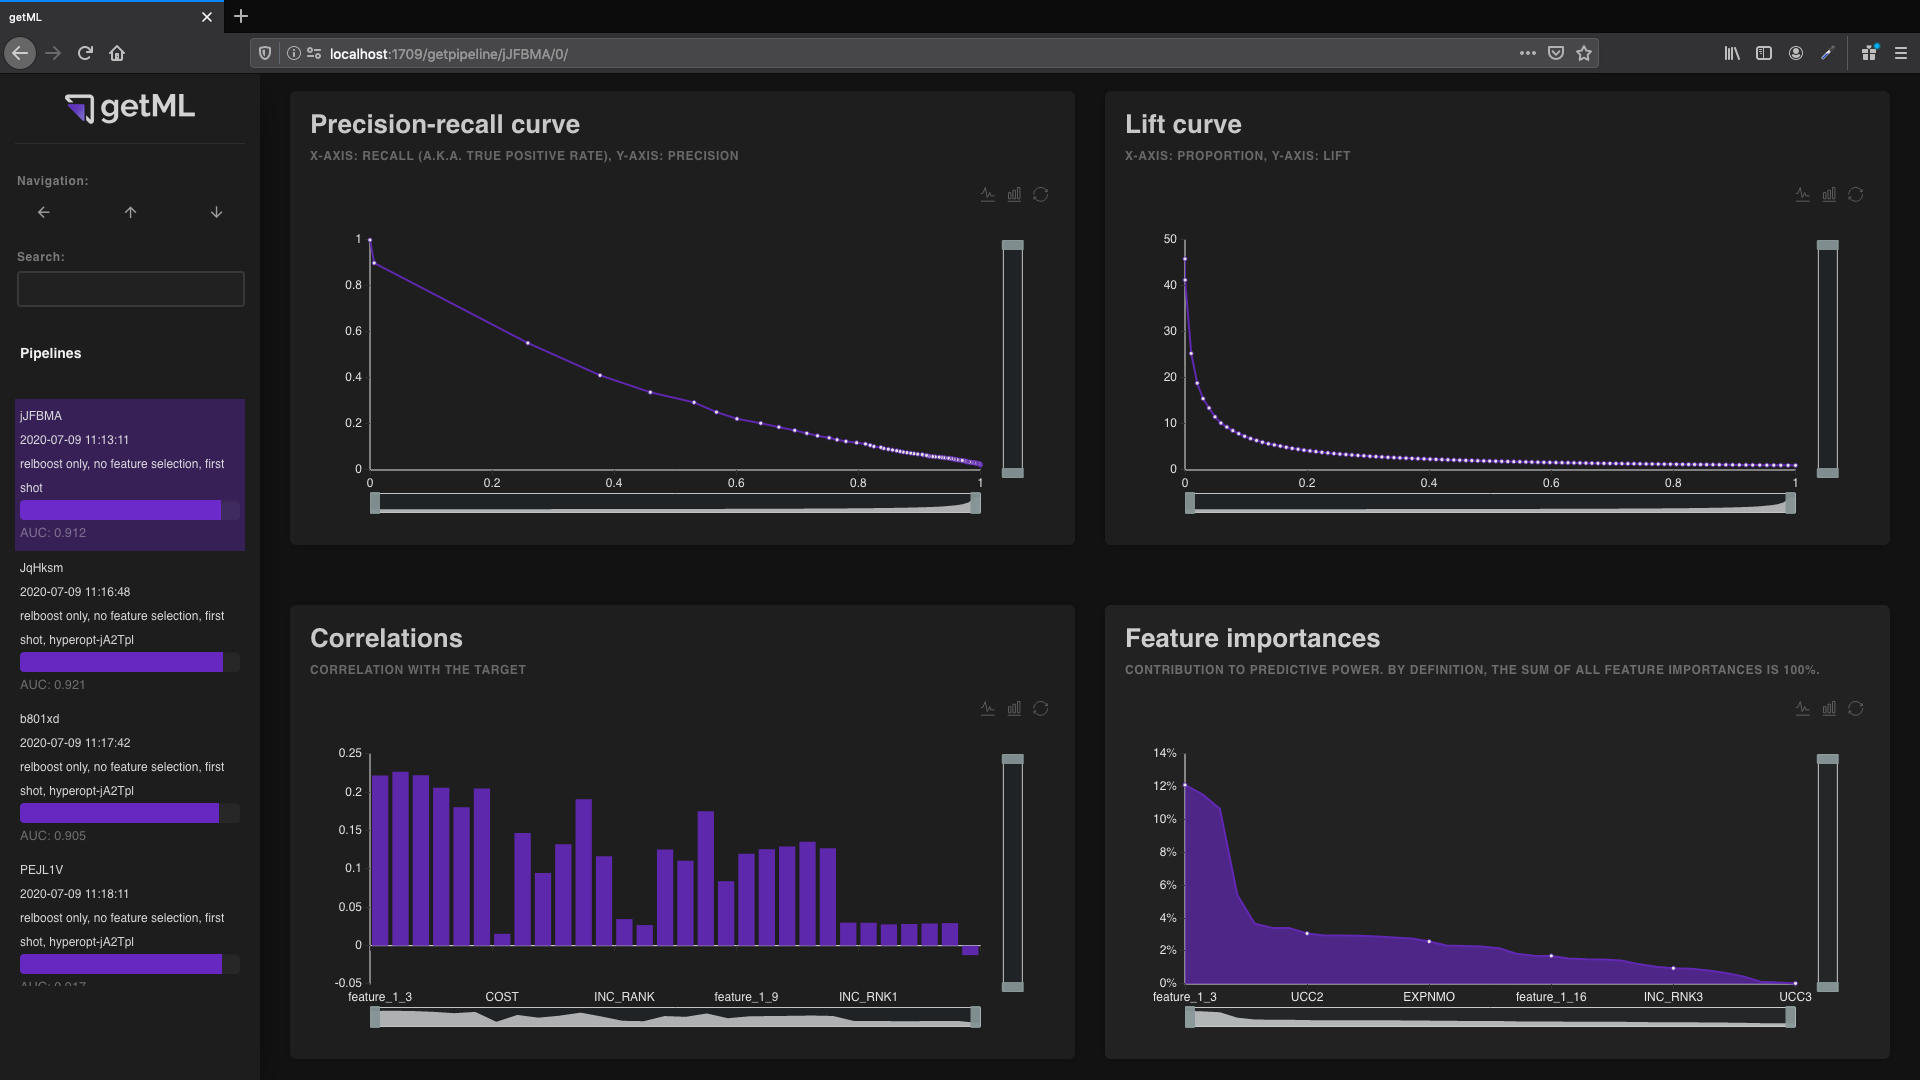 getML
localhost:1709/getpipeline/jJFBMA/0/
getML
Navigation:
Search:
Pipelines
jJFBMA
2020-07-09 11:13:11
relboost only, no feature selection, first
shot
AUC: 0.912
JqHksm
2020-07-09 11:16:48
relboost only, no feature selection, first
shot, hyperopt-jA2Tpl
AUC: 0.921
b801xd
2020-07-09 11:17:42
relboost only, no feature selection, first
shot, hyperopt-jA2Tpl
AUC: 0.905
PEJL1V
2020-07-09 11:18:11
relboost only, no feature selection, first
shot, hyperopt-jA2Tpl
AUC: 0.917
Precision-recall curve
X-AXIS: RECALL (A.K.A. TRUE POSITIVE RATE), Y-AXIS: PRECISION
1
0.8
0.6
0.4
0.2
0
0 0.2 0.4 0.6 0.8 1
Lift curve
X-AXIS: PROPORTION, Y-AXIS: LIFT
50
40
30
20
10
0
0 0.2 0.4 0.6 0.8 1
Correlations
CORRELATION WITH THE TARGET
0.25
0.2
0.15
0.1
0.05
0
-0.05
feature_1_3 COST INC_RANK feature_1_9 INC_RNK1
Feature importances
CONTRIBUTION TO PREDICTIVE POWER. BY DEFINITION, THE SUM OF ALL FEATURE IMPORTANCES IS 100%.
14%
12%
10%
8%
6%
4%
2%
0%
feature_1_3 UCC2 EXPNMO feature_1_16 INC_RNK3 UCC3